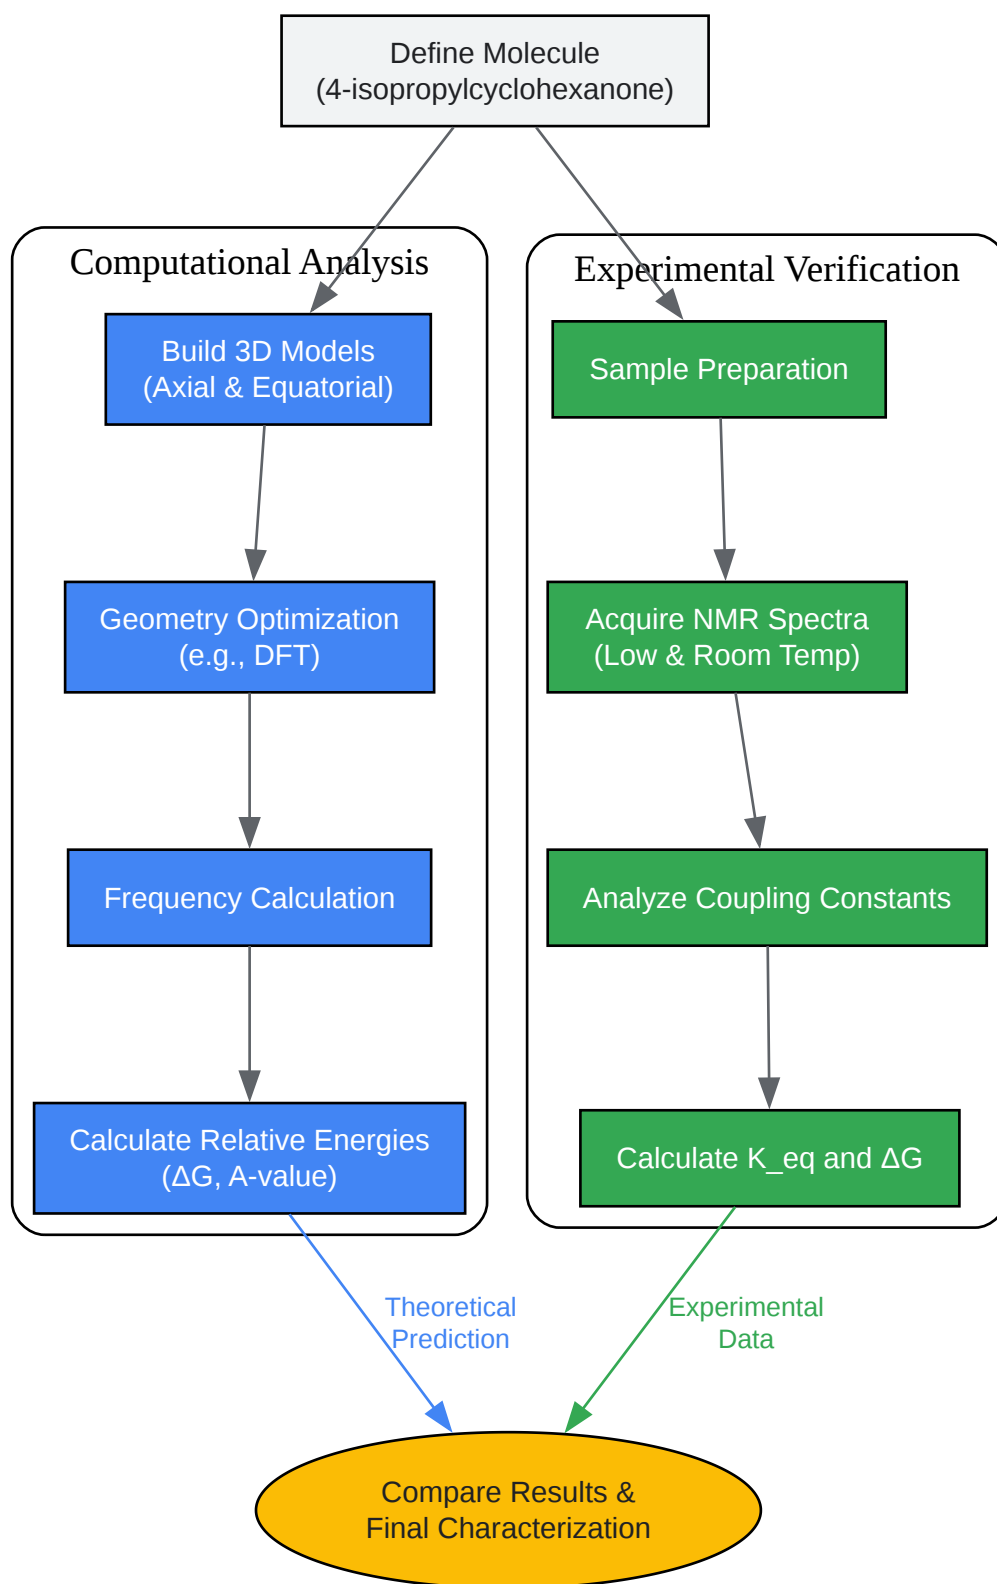 Define Molecule
(4-isopropylcyclohexanone)
Computational Analysis
Build 3D Models
(Axial & Equatorial)
Geometry Optimization
(e.g., DFT)
Frequency Calculation
Calculate Relative Energies
(ΔG, A-value)
Experimental Verification
Sample Preparation
Acquire NMR Spectra
(Low & Room Temp)
Analyze Coupling Constants
Calculate K_eq and ΔG
Theoretical
Prediction
Experimental
Data
Compare Results &
Final Characterization